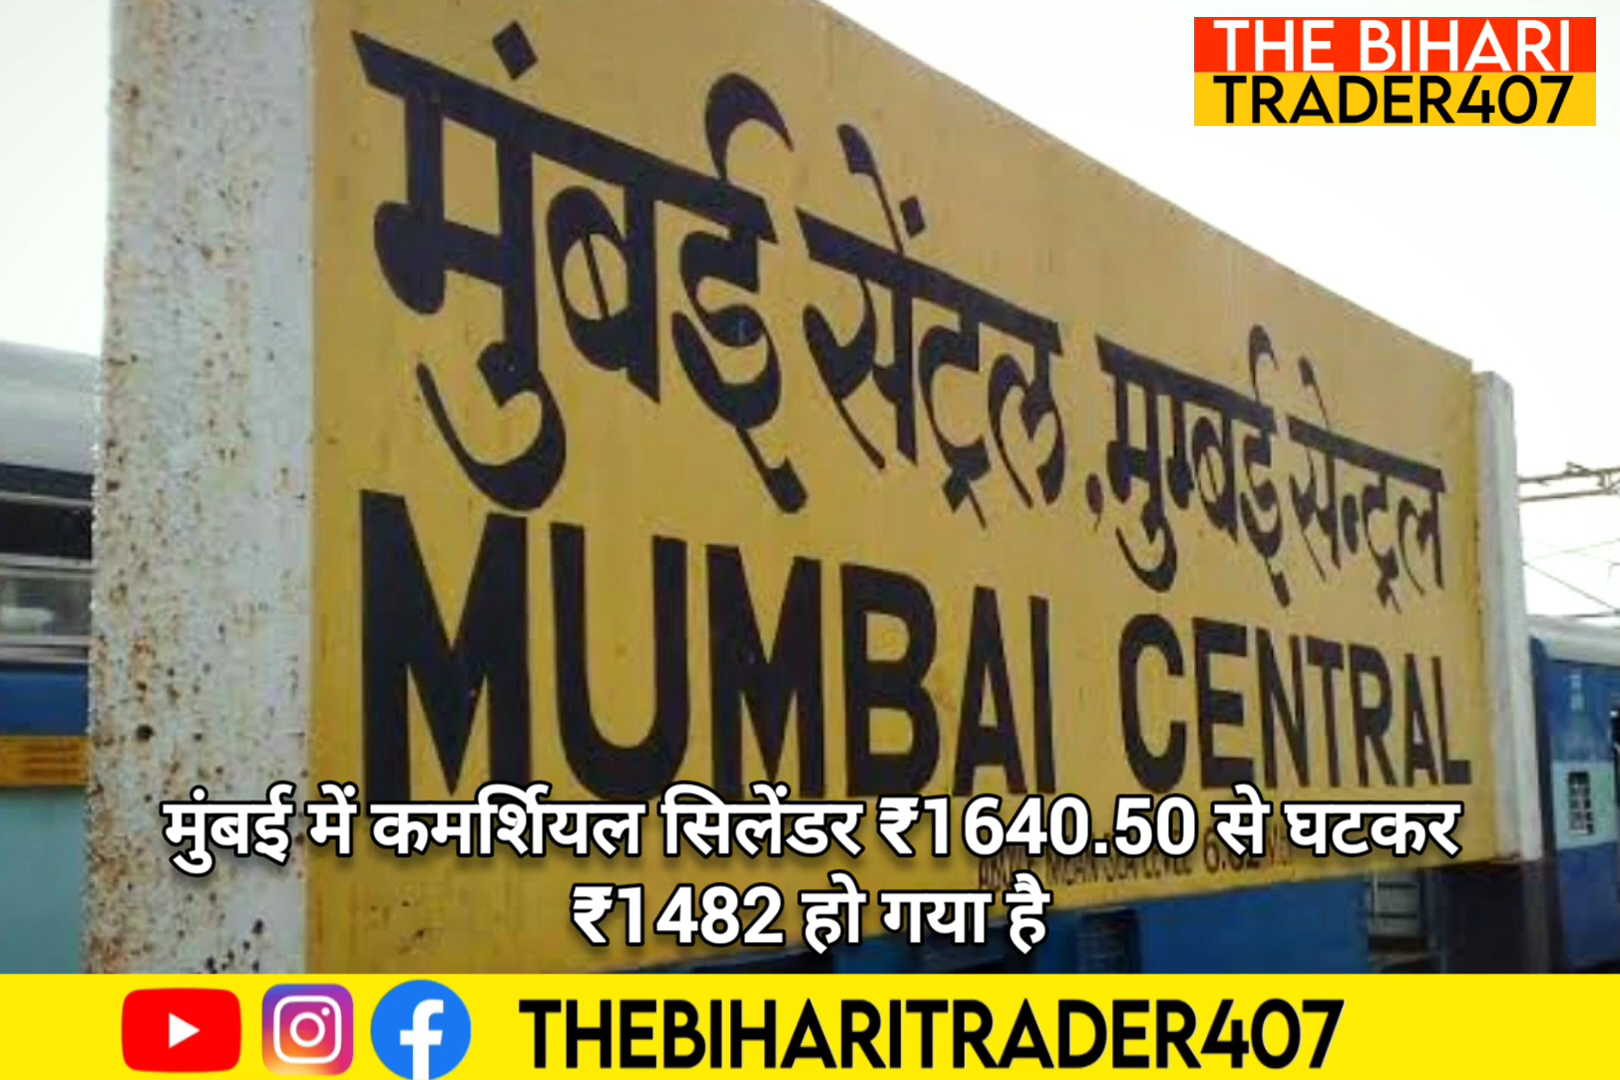 THE BIHARI
TRADER407
मुंबई सेंट्रल, मुम्बई सेन्ट्रल
MUMBAI CENTRAL
मुंबई में कमर्शियल सिलेंडर ₹1640.50 से घटकर
₹1482 हो गया है
THEBIHARITRADER407